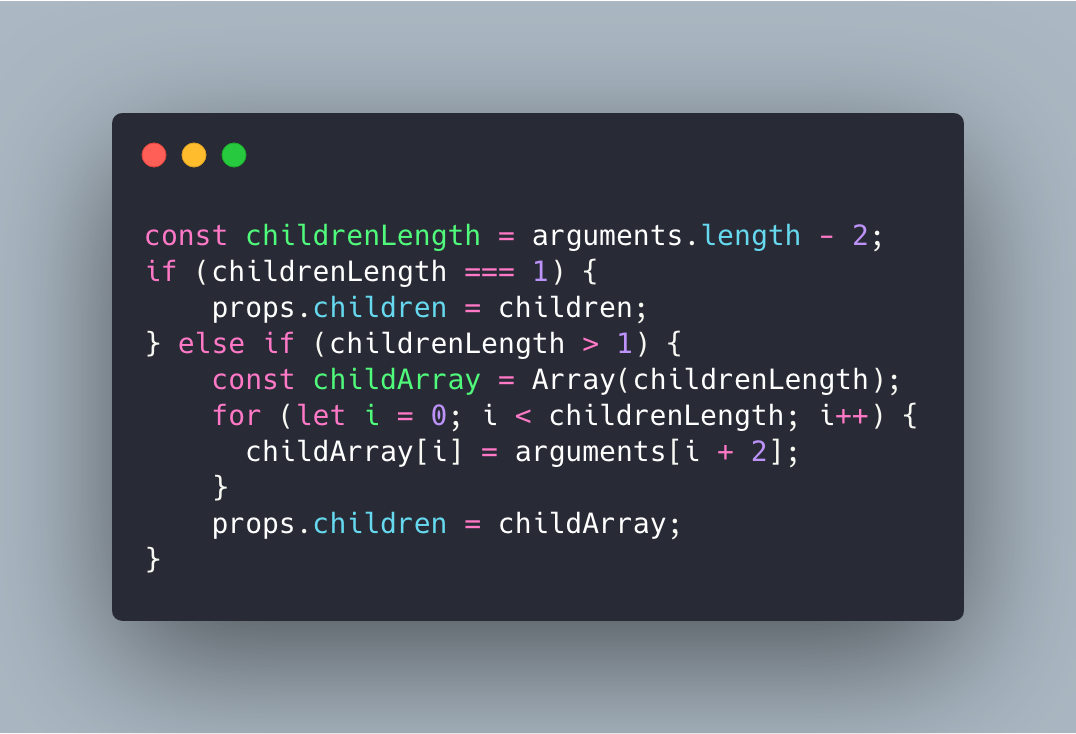 const childrenLength = arguments.length - 2;
if (childrenLength === 1) {
    props.children = children;
} else if (childrenLength > 1) {
    const childArray = Array(childrenLength);
    for (let i = 0; i < childrenLength; i++) {
      childArray[i] = arguments[i + 2];
    }
    props.children = childArray;
}